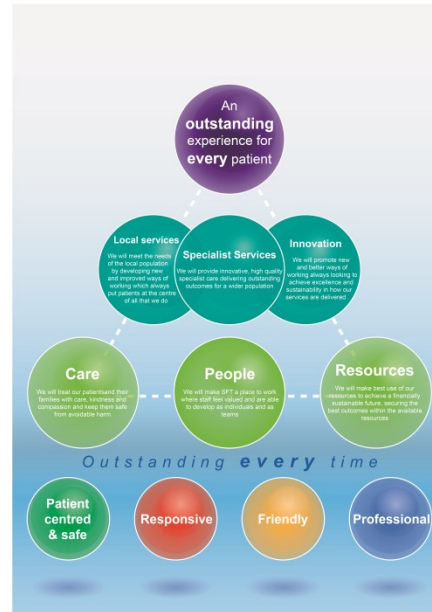 An
outstanding
experience for
every patient
Local services
We will meet the needs
of the local population
by developing new
and improved ways of
working which always
put patients at the centre
of all that we do
Specialist Services
We will provide innovative, high quality
specialist care delivering outstanding
outcomes for a wider population
Innovation
We will promote new
and better ways of
working always looking to
achieve excellence and
sustainability in how our
services are delivered
Care
We will treat our patientsand their
families with care, kindness and
compassion and keep them safe
from avoidable harm
People
We will make SFT a place to work
where staff feel valued and are able
to develop as individuals and as
teams
Resources
We will make best use of our
resources to achieve a financially
sustainable future, securing the
best outcomes within the available
resources
Outstanding every time
Patient
centred
& safe
Responsive
Friendly
Professional